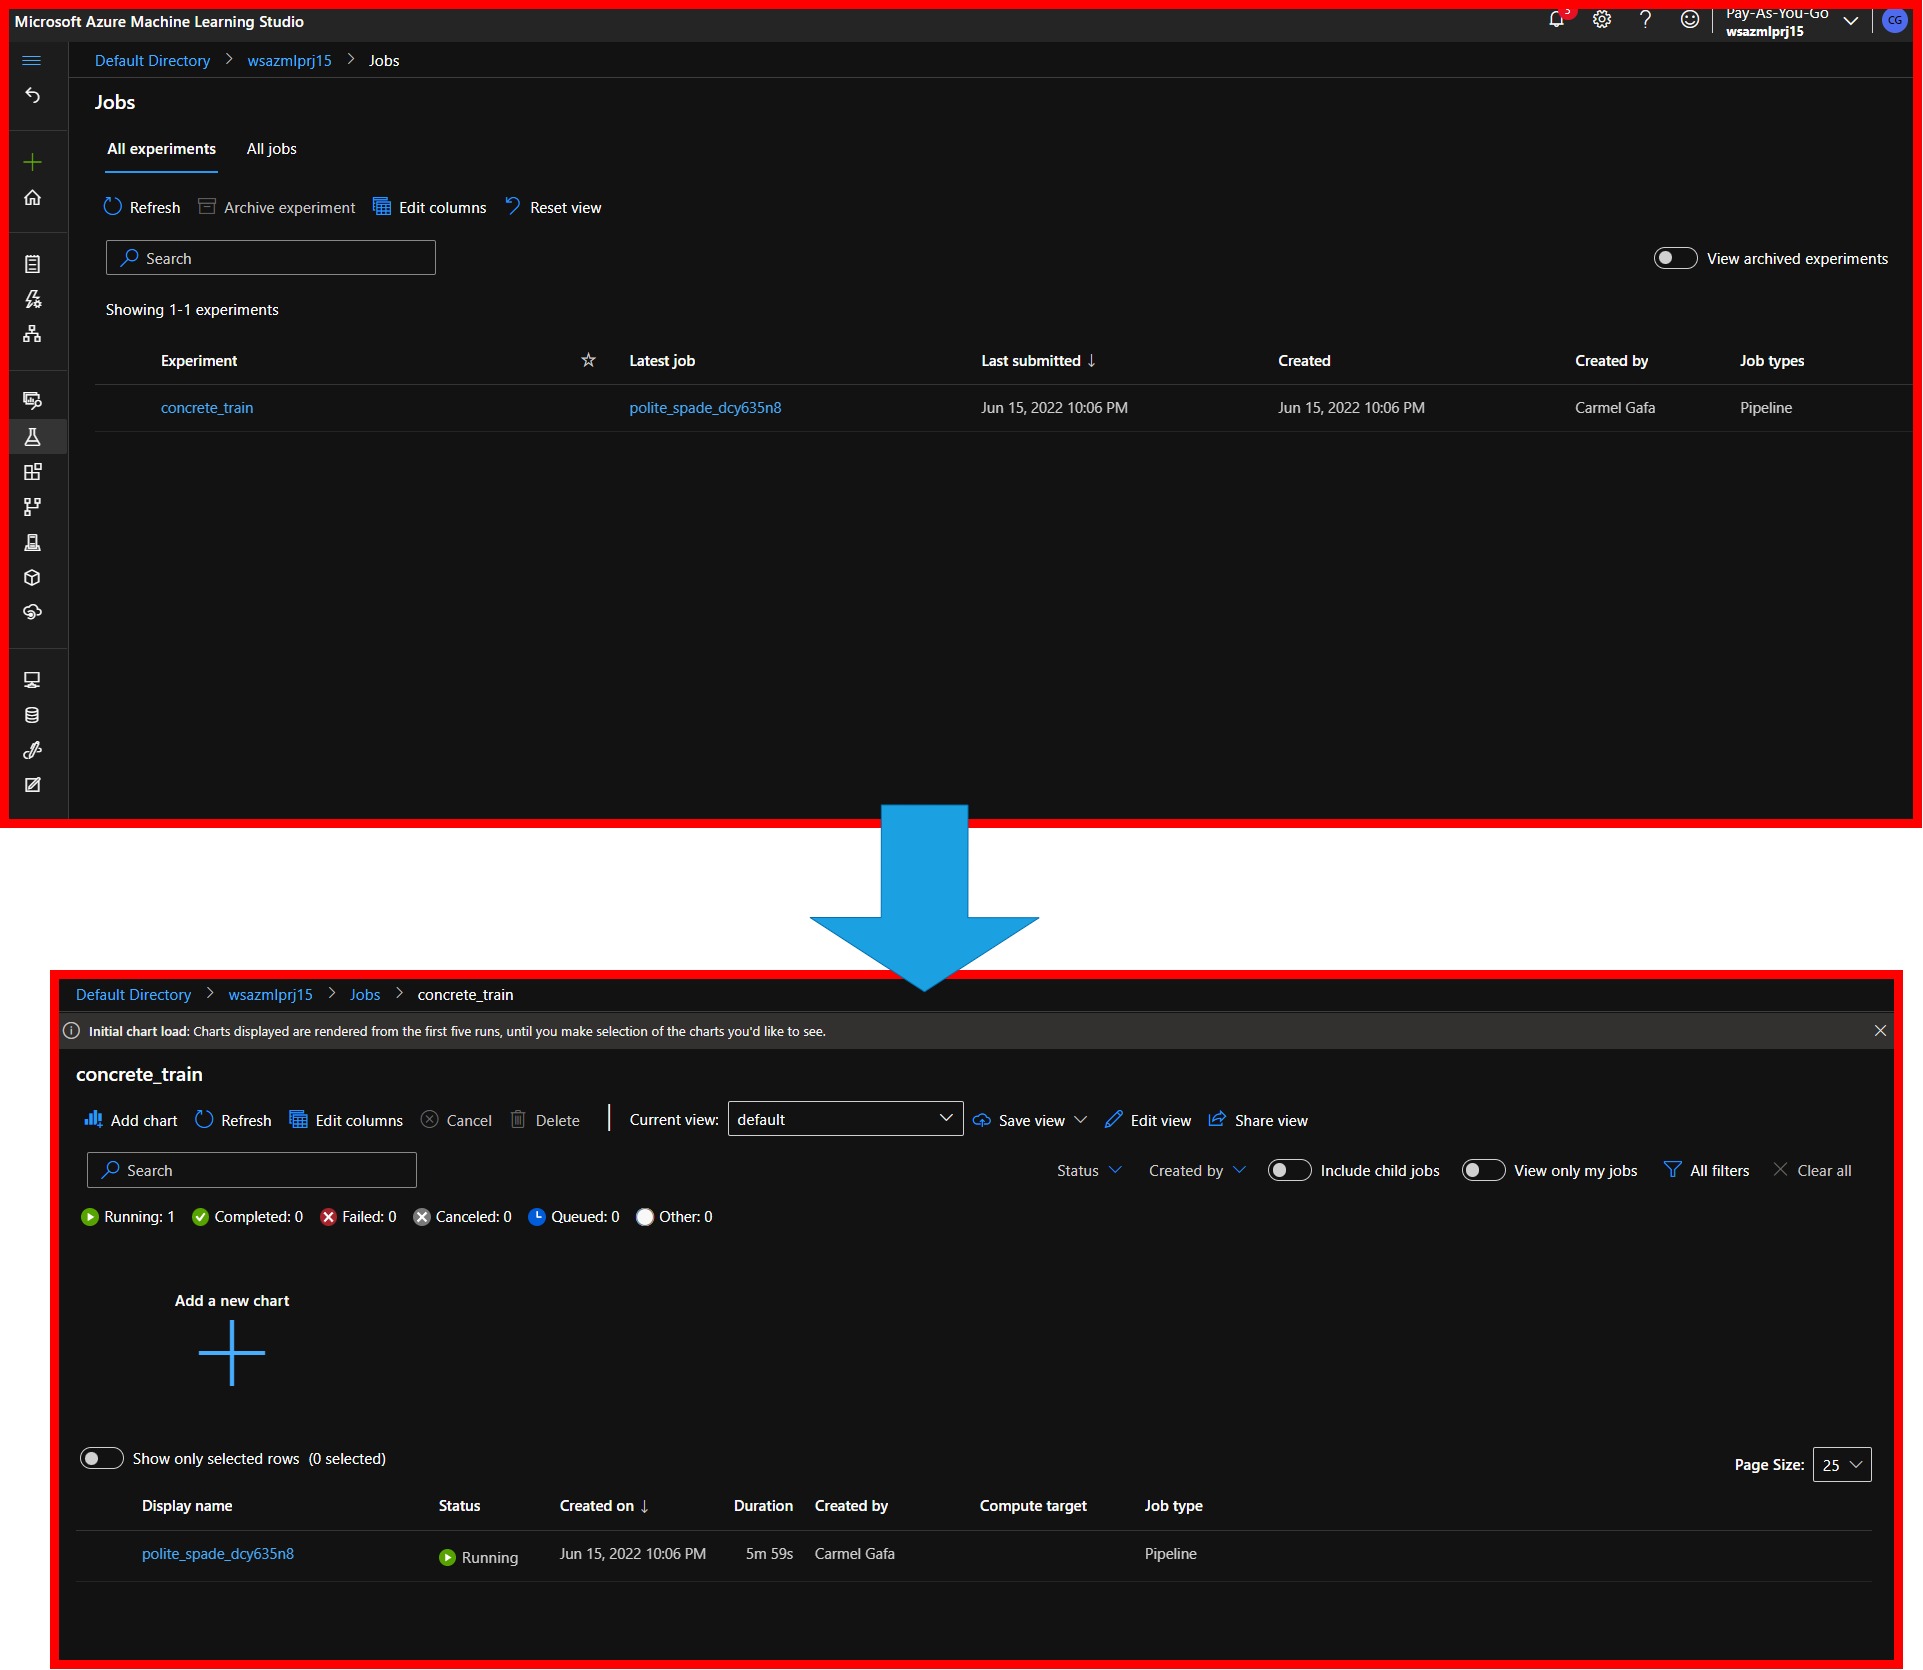 Microsoft Azure Machine Learning Studio
Pay-As-You-Go
wsazmlprj15
CG
Default Directory > wsazmlprj15 > Jobs
Jobs
All experiments All jobs
Refresh Archive experiment Edit columns Reset view
Search
View archived experiments
Showing 1-1 experiments
Experiment Latest job Last submitted ↓ Created Created by Job types
concrete_train polite_spade_dcy635n8 Jun 15, 2022 10:06 PM Jun 15, 2022 10:06 PM Carmel Gafa Pipeline
Default Directory > wsazmlprj15 > Jobs > concrete_train
Initial chart load: Charts displayed are rendered from the first five runs, until you make selection of the charts you'd like to see.
concrete_train
Add chart Refresh Edit columns Cancel Delete Current view: default Save view Edit view Share view
Search
Status Created by Include child jobs View only my jobs All filters Clear all
Running: 1 Completed: 0 Failed: 0 Canceled: 0 Queued: 0 Other: 0
Add a new chart
Show only selected rows (0 selected)
Page Size: 25
Display name Status Created on ↓ Duration Created by Compute target Job type
polite_spade_dcy635n8 Running Jun 15, 2022 10:06 PM 5m 59s Carmel Gafa Pipeline